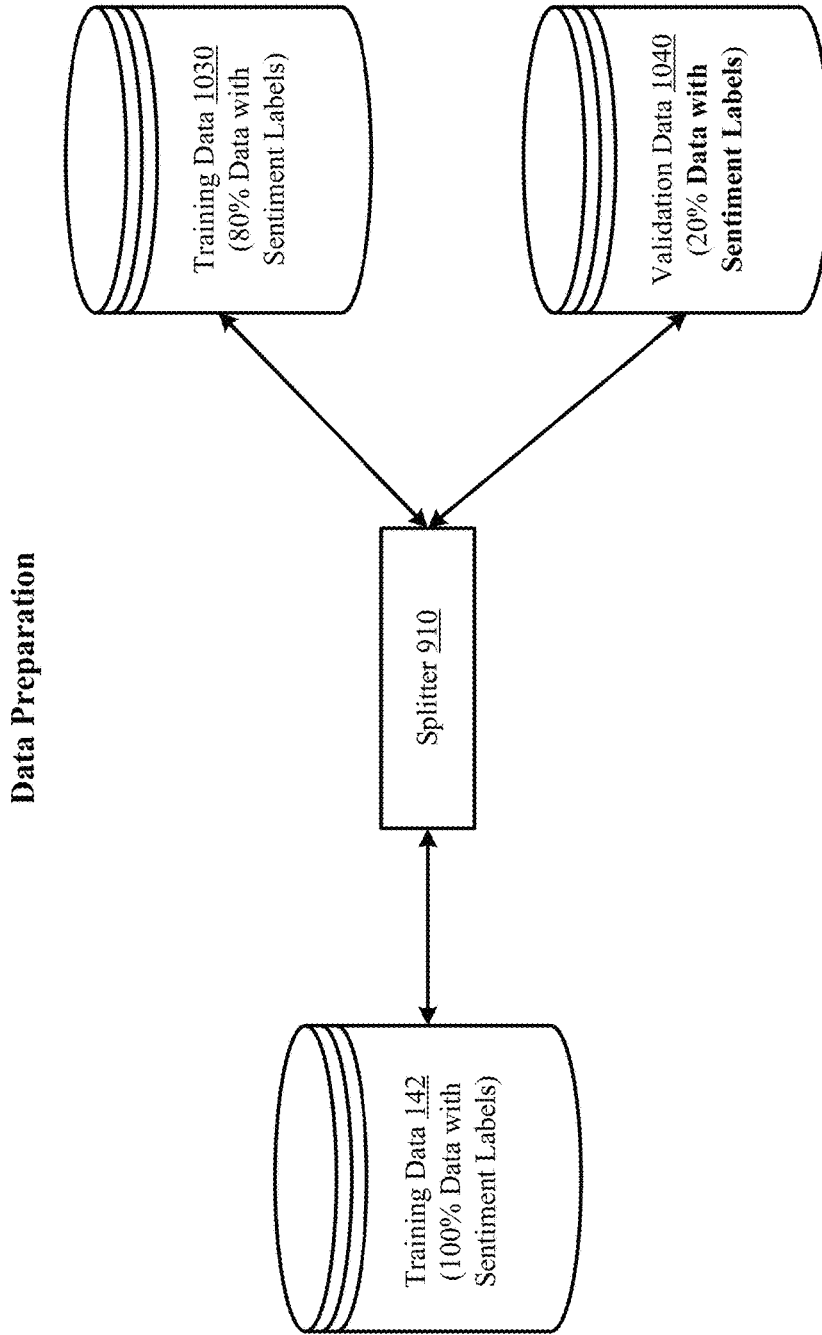 Data Preparation
Training Data 142
(100% Data with
Sentiment Labels)
Splitter 910
Training Data 1030
(80% Data with
Sentiment Labels)
Validation Data 1040
(20% Data with
Sentiment Labels)